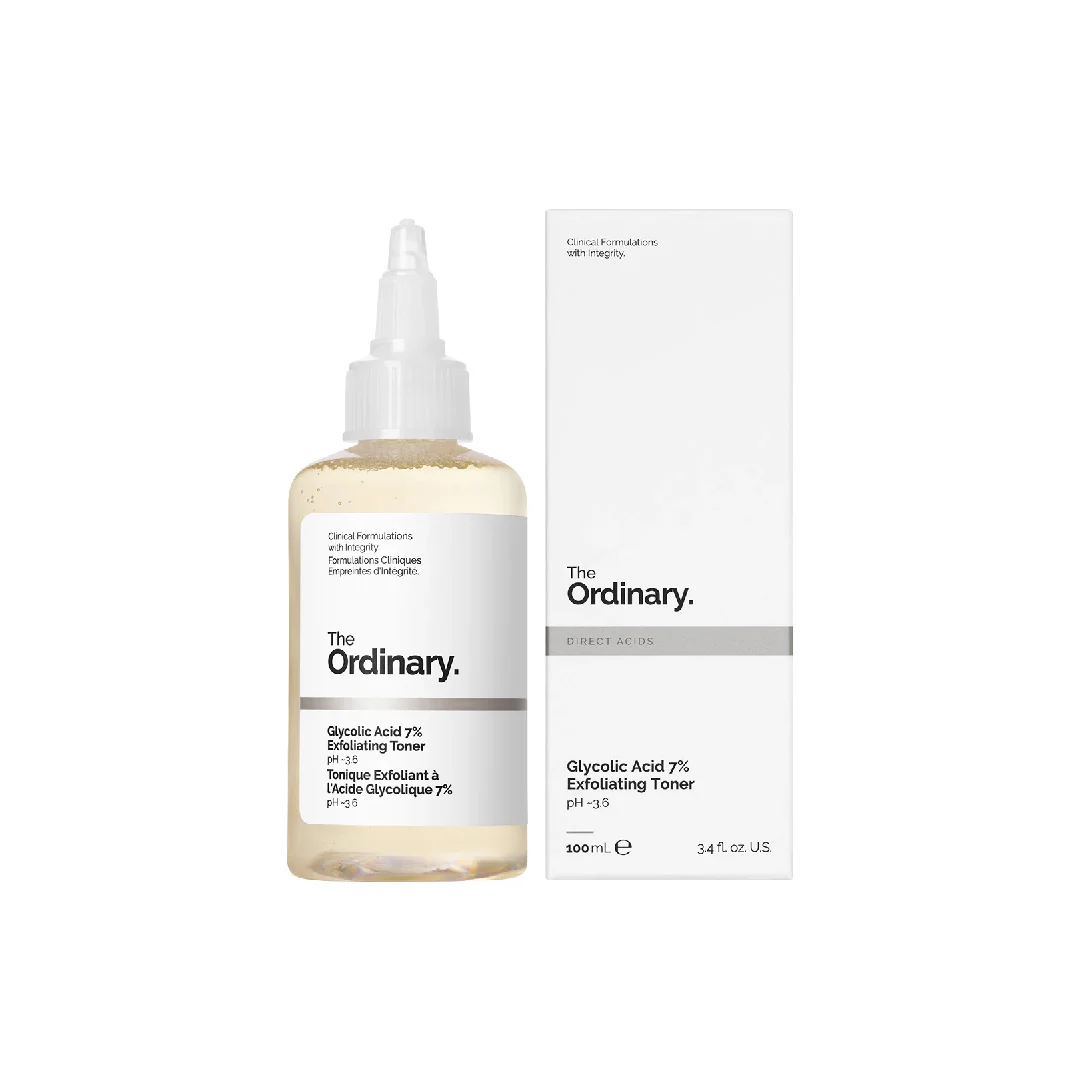 Clinical Formulations
with Integrity.
Formulations Cliniques
Empreintes d'Intégrité.
The
Ordinary.
Glycolic Acid 7%
Exfoliating Toner
pH ~3.6
Tonique Exfoliant à
l'Acide Glycolique 7%
pH ~3.6
Clinical Formulations
with Integrity.
The
Ordinary.
DIRECT ACIDS
Glycolic Acid 7%
Exfoliating Toner
pH ~3.6
100mL ℮ 3.4 fl. oz. U.S.